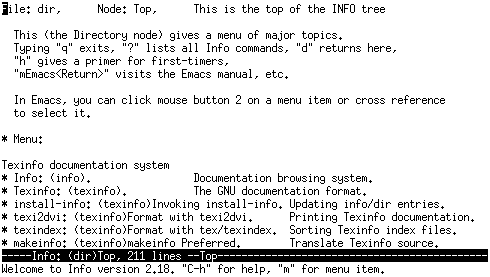 File: dir,      Node: Top,      This is the top of the INFO tree
This (the Directory node) gives a menu of major topics.
Typing "q" exits, "?" lists all Info commands, "d" returns here,
"h" gives a primer for first-timers,
"mEmacs<Return>" visits the Emacs manual, etc.
In Emacs, you can click mouse button 2 on a menu item or cross reference
to select it.
* Menu:
Texinfo documentation system
* Info: (info).                 Documentation browsing system.
* Texinfo: (texinfo).           The GNU documentation format.
* install-info: (texinfo)Invoking install-info. Updating info/dir entries.
* texi2dvi: (texinfo)Format with texi2dvi.      Printing Texinfo documentation.
* texindex: (texinfo)Format with tex/texindex.  Sorting Texinfo index files.
* makeinfo: (texinfo)makeinfo Preferred.        Translate Texinfo source.
-----Info: (dir)Top, 211 lines --Top-----
Welcome to Info version 2.18. "C-h" for help, "m" for menu item.